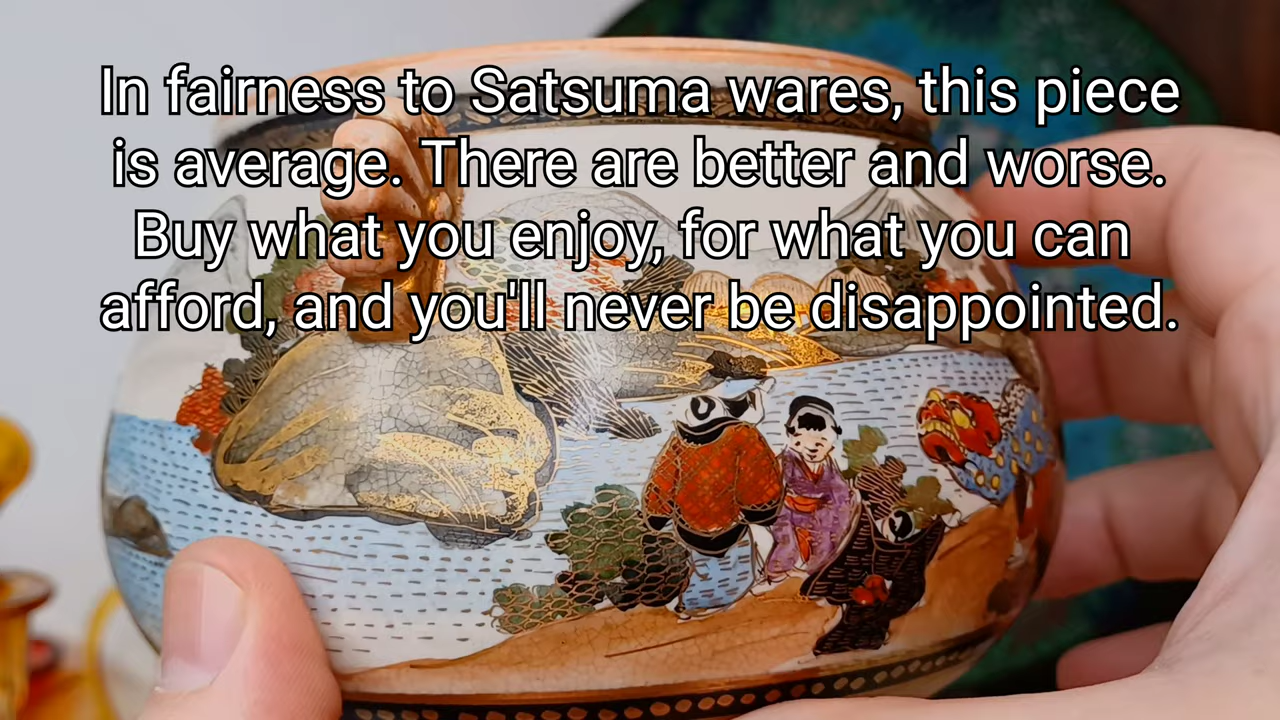 In fairness to Satsuma wares, this piece
is average. There are better and worse.
Buy what you enjoy, for what you can
afford, and you'll never be disappointed.